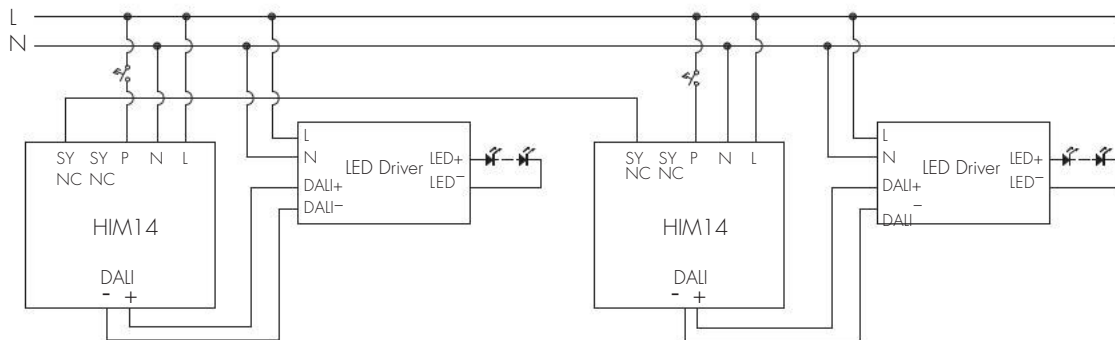 L
N
SY SY P N L
NC NC
HIM14
DALI
- +
L
N
DALI+
DALI-
LED Driver
LED+
LED-
SY SY P N L
NC NC
HIM14
DALI
- +
L
N
DALI+
-
DALI
LED Driver
LED+
LED-